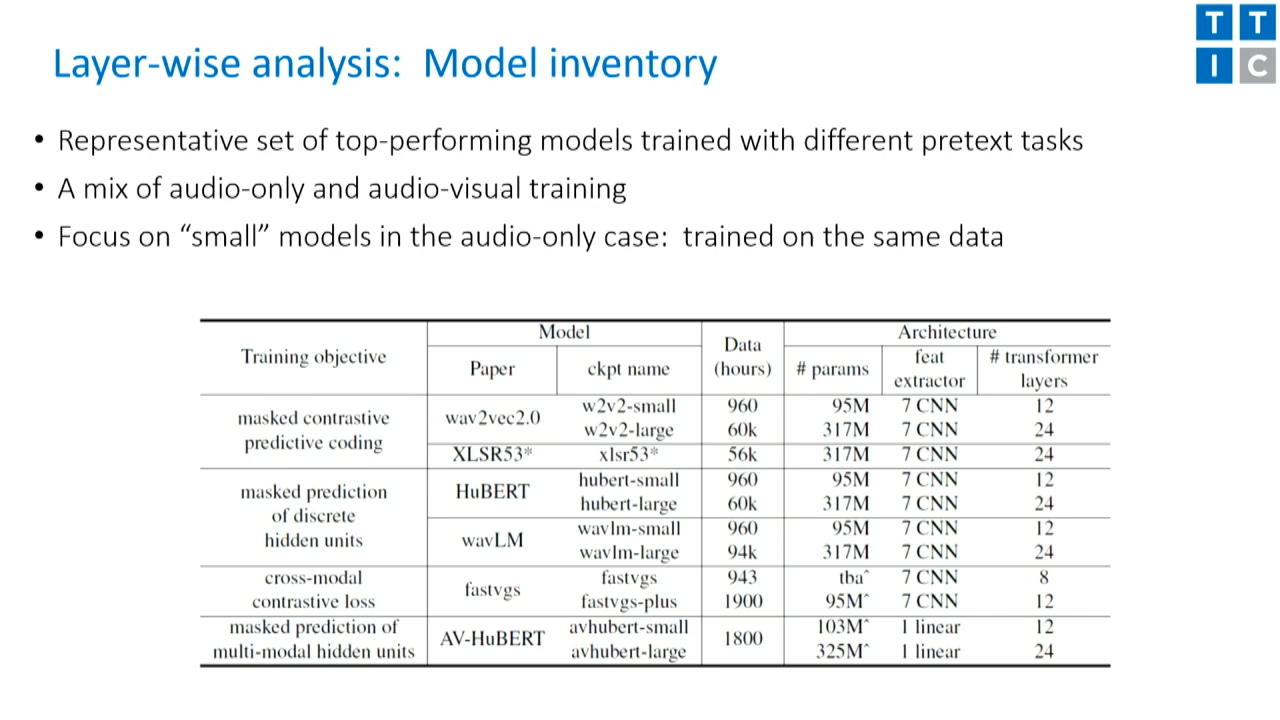 TTIC
Layer-wise analysis: Model inventory
• Representative set of top-performing models trained with different pretext tasks
• A mix of audio-only and audio-visual training
• Focus on “small” models in the audio-only case: trained on the same data
Training objective Model Data (hours) Architecture
Paper ckpt name # params feat extractor # transformer layers
masked contrastive predictive coding wav2vec2.0 w2v2-small 960 95M 7 CNN 12
w2v2-large 60k 317M 7 CNN 24
XLSR53* xlsr53* 56k 317M 7 CNN 24
masked prediction of discrete hidden units HuBERT hubert-small 960 95M 7 CNN 12
hubert-large 60k 317M 7 CNN 24
wavLM wavlm-small 960 95M 7 CNN 12
wavlm-large 94k 317M 7 CNN 24
cross-modal contrastive loss fastvgs fastvgs 943 tba^ 7 CNN 8
fastvgs-plus 1900 95M^ 7 CNN 12
masked prediction of multi-modal hidden units AV-HuBERT avhubert-small 1800 103M^ 1 linear 12
avhubert-large 325M^ 1 linear 24